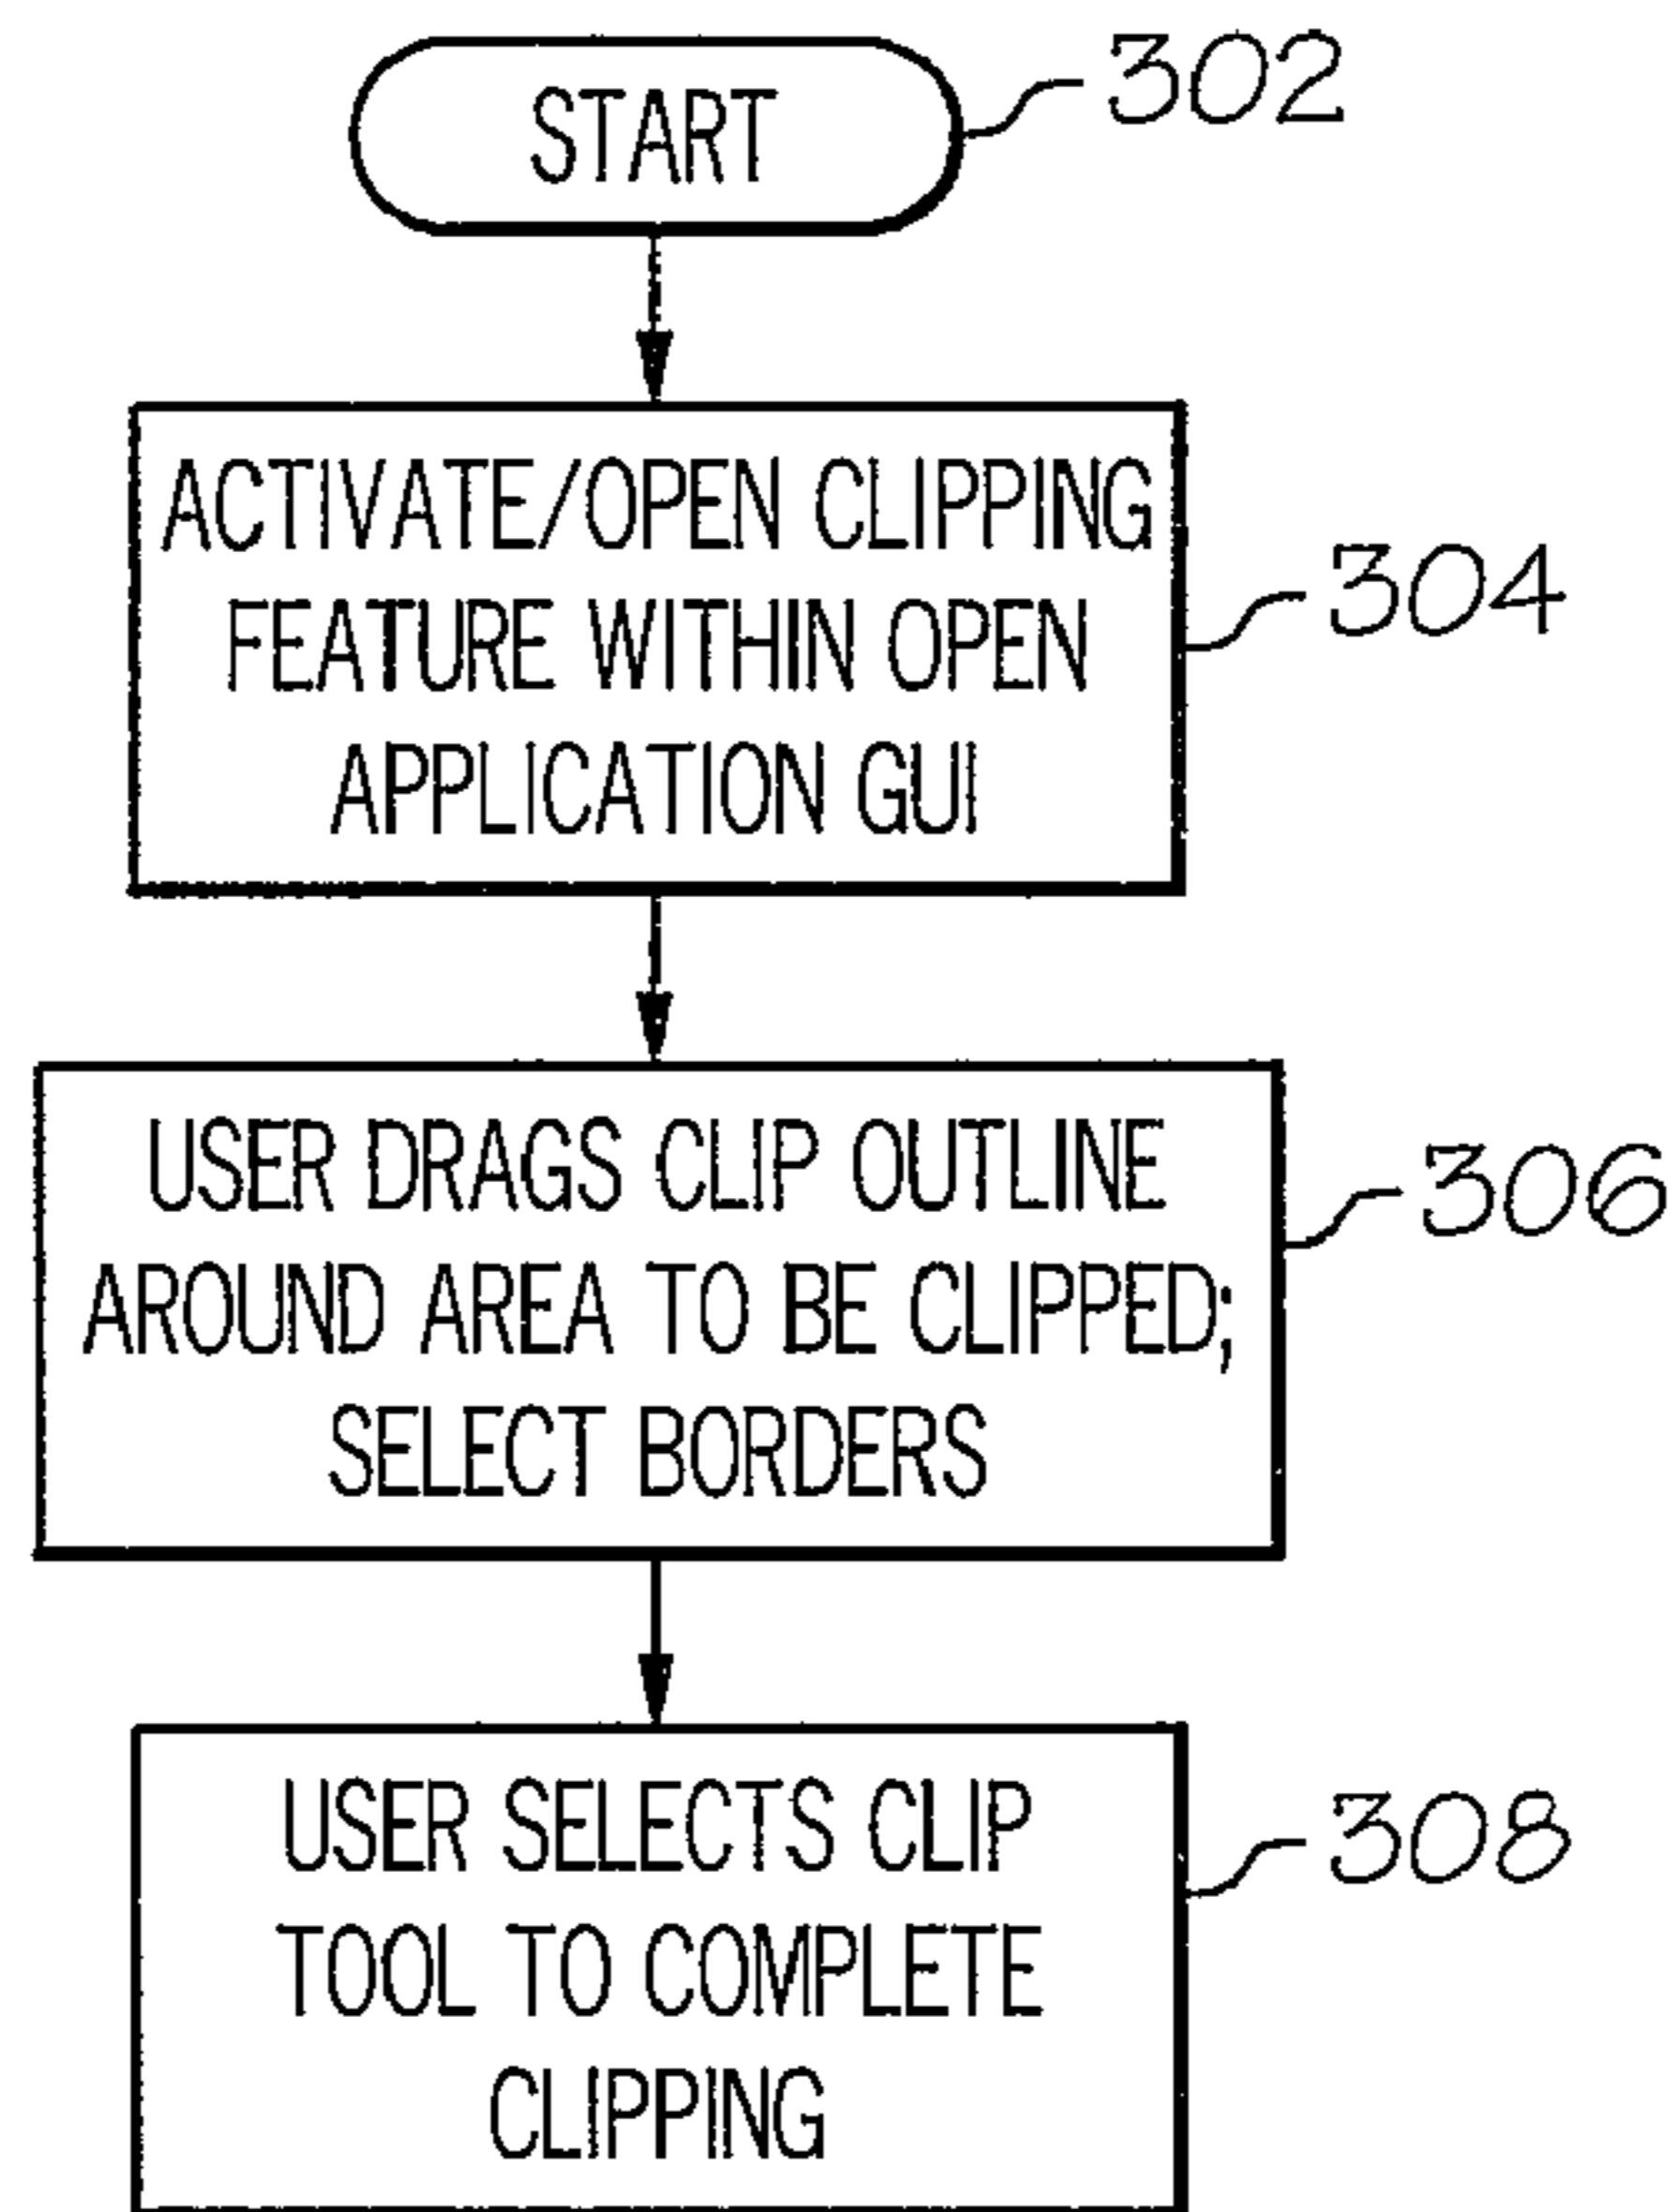 START
302
ACTIVATE/OPEN CLIPPING
FEATURE WITHIN OPEN
APPLICATION GUI
304
USER DRAGS CLIP OUTLINE
AROUND AREA TO BE CLIPPED;
SELECT BORDERS
306
USER SELECTS CLIP
TOOL TO COMPLETE
CLIPPING
308